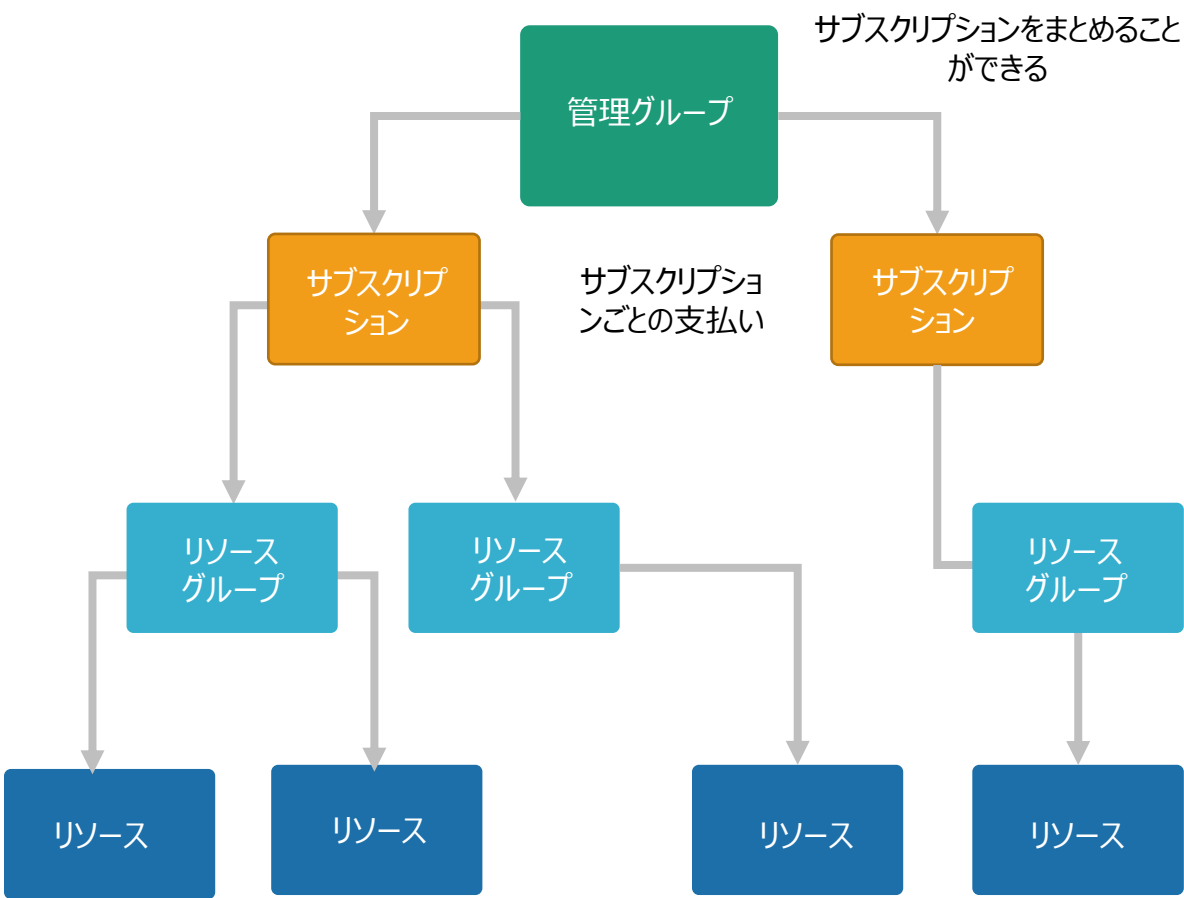 サブスクリプションをまとめること
ができる
管理グループ
サブスクリプ
ション
サブスクリプショ
ンごとの支払い
サブスクリプ
ション
リソース
グループ
リソース
グループ
リソース
グループ
リソース
リソース
リソース
リソース